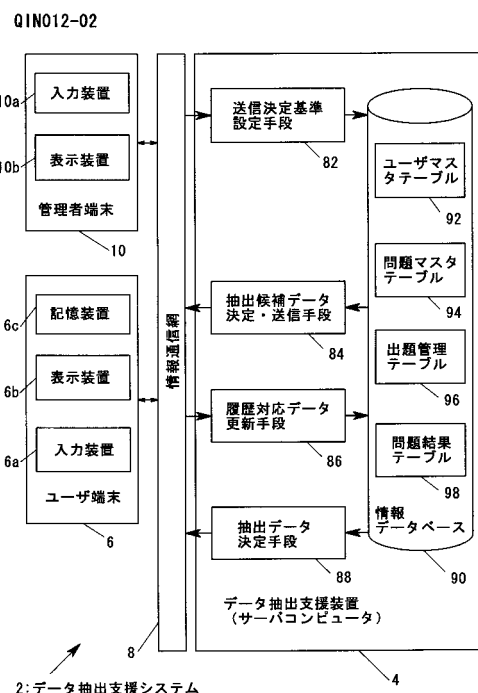 QIN012-02
10a
入力装置
10b
表示装置
管理者端末
10
6c
記憶装置
6b
表示装置
6a
入力装置
ユーザ端末
6
情報通信網
8
送信決定基準
設定手段
82
抽出候補データ
決定・送信手段
84
履歴対応データ
更新手段
86
抽出データ
決定手段
88
ユーザマス
タテーブル
92
問題マスタ
テーブル
94
出題管理
テーブル
96
問題結果
テーブル
98
情報
データベース
90
データ抽出支援装置
(サーバコンピュータ)
4
2:データ抽出支援システム